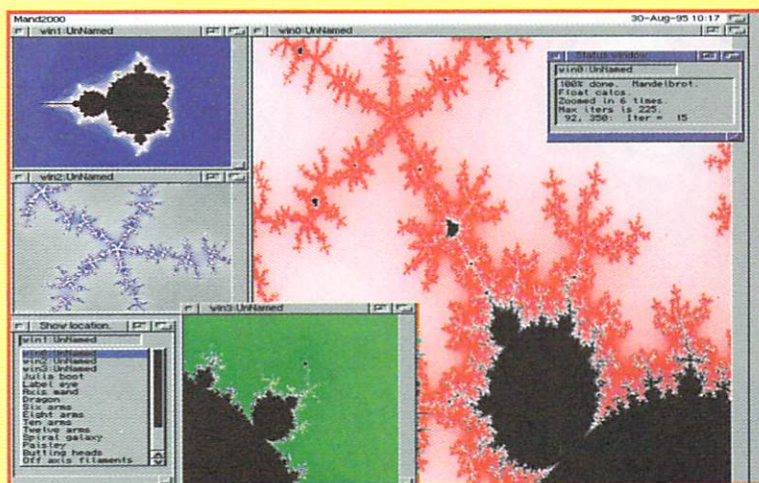 Mand2000
30-Aug-95 10:17
win1:UnNamed
win0:UnNamed
Status window
win0:UnNamed
100% done. Mandelbrot.
Float calcs.
Zoomed in 6 times.
Max iters is 225.
92, 350: Iter = 15
win2:UnNamed
win3:UnNamed
Show location.
win1:UnNamed
win0:UnNamed
win2:UnNamed
win3:UnNamed
Julia boot
Label eye
Axis mand
Dragon
Six arms
Eight arms
Ten arms
Twelve arms
Spiral galaxy
Paisley
Butting heads
Off axis filaments